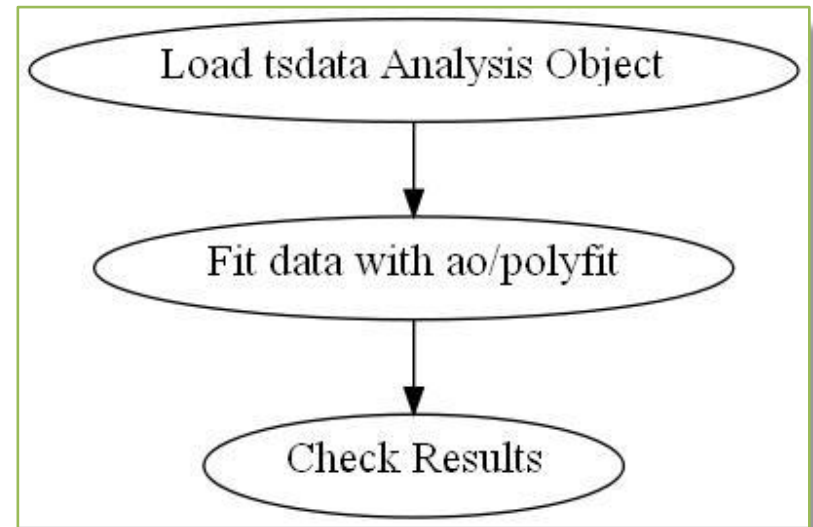 Load tsdata Analysis Object
Fit data with ao/polyfit
Check Results